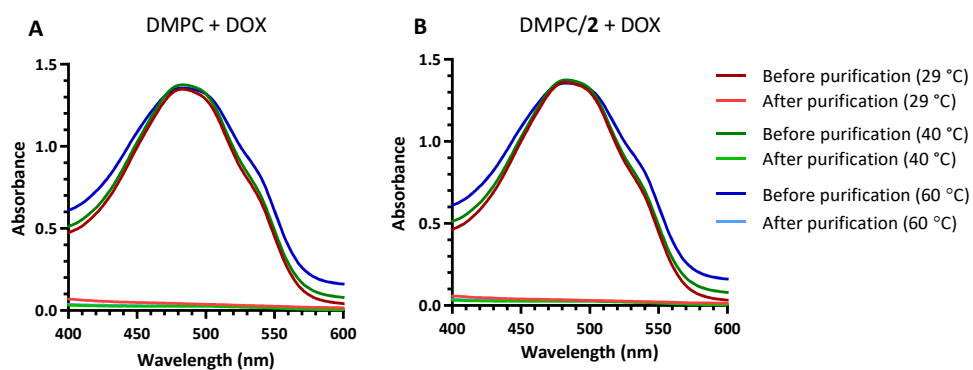 A
DMPC + DOX
1.5
1.0
0.5
0.0
Absorbance
400
450
500
550
600
Wavelength (nm)
B
DMPC/2 + DOX
1.5
1.0
0.5
0.0
Absorbance
400
450
500
550
600
Wavelength (nm)
Before purification (29 °C)
After purification (29 °C)
Before purification (40 °C)
After purification (40 °C)
Before purification (60 °C)
After purification (60 °C)